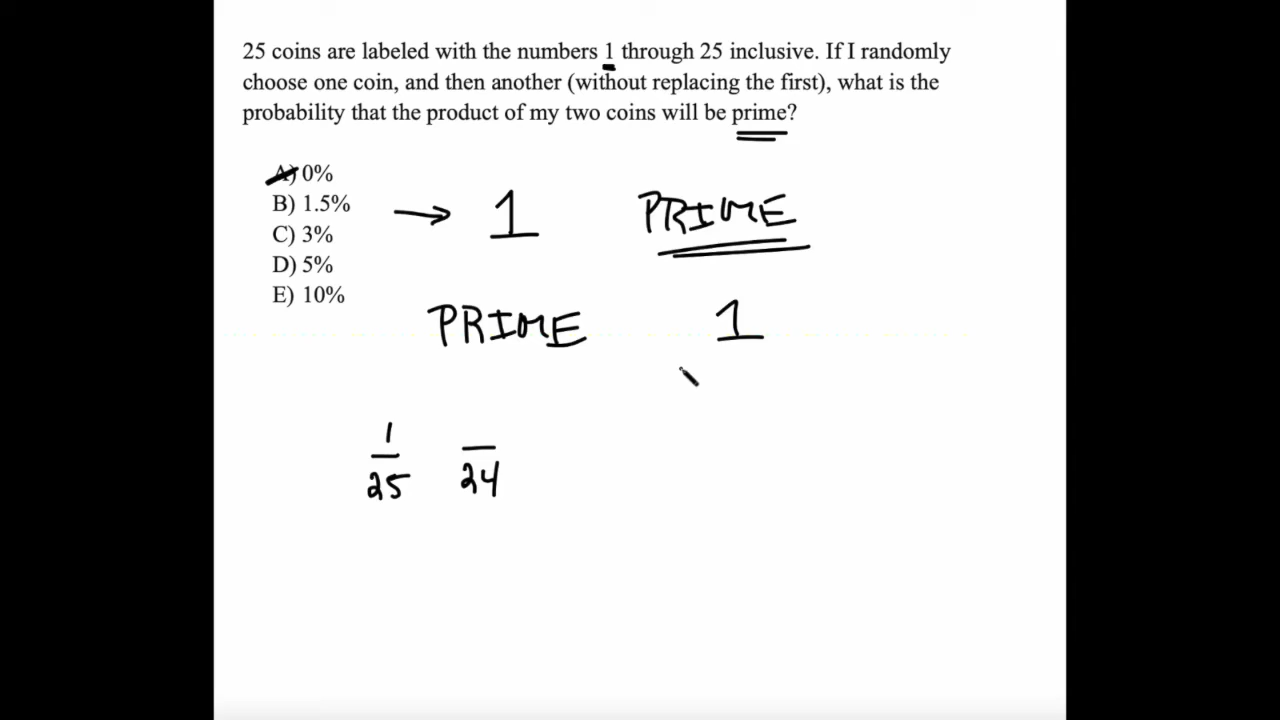 25 coins are labeled with the numbers 1 through 25 inclusive. If I randomly
choose one coin, and then another (without replacing the first), what is the
probability that the product of my two coins will be prime?
A) 0%
B) 1.5%
C) 3%
D) 5%
E) 10%
1 PRIME
PRIME 1
1
25 24